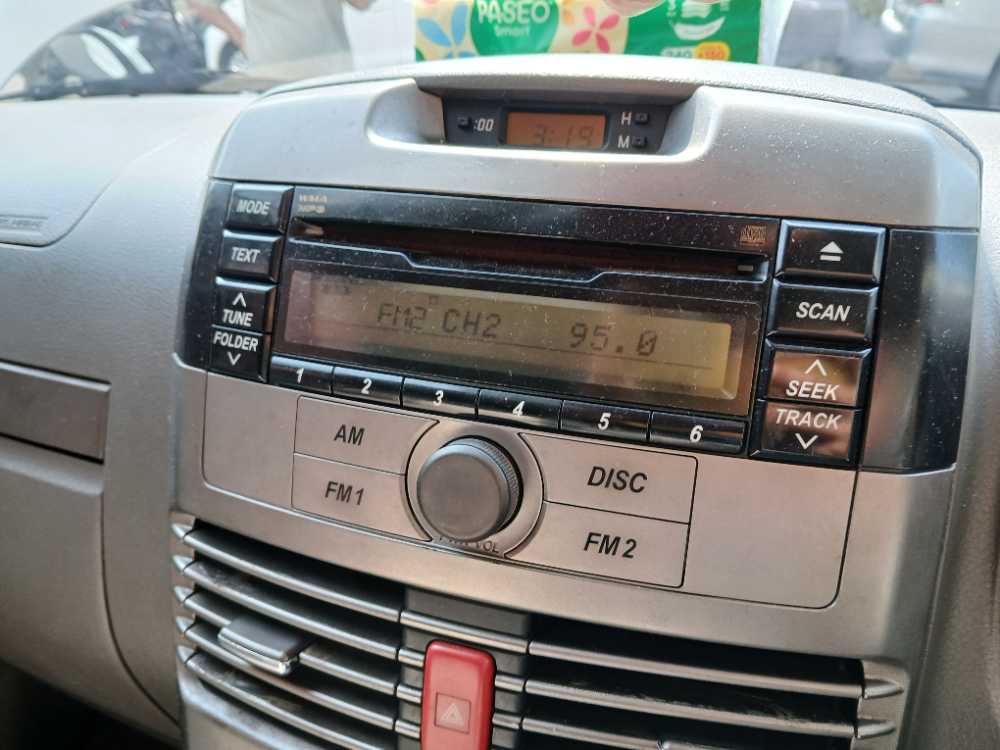 PASEO
Smart
:00
3:19
H
M
MODE
WMA
MP3
TEXT
TUNE
FOLDER
FM2 CH2 95.0
SCAN
SEEK
TRACK
1 2 3 4 5 6
AM
FM1
DISC
FM2
VOL